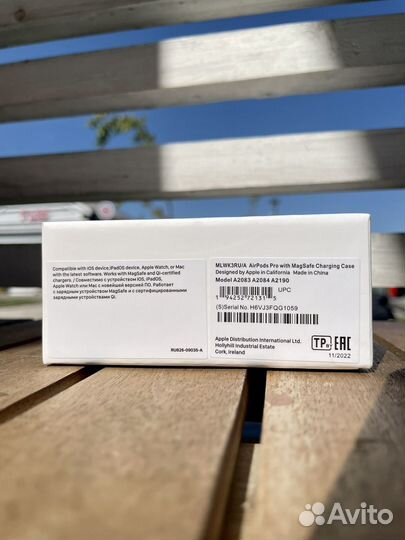 Compatible with iOS device, iPadOS device, Apple Watch, or Mac
with the latest software. Works with MagSafe and Qi-certified
chargers. / Совместимо с устройством iOS, iPadOS,
Apple Watch или Mac с новейшей версией ПО. Работает
с зарядным устройством MagSafe и с сертифицированными
зарядными устройствами Qi.
RU826-09035-A
MLWK3RU/A AirPods Pro with MagSafe Charging Case
Designed by Apple in California Made in China
Model A2083 A2084 A2190
UPC
1 94252 72131 5
(S)Serial No. H6VJ3FQG1059
Apple Distribution International Ltd.
Hollyhill Industrial Estate
Cork, Ireland
EAC
11/2022
Avito